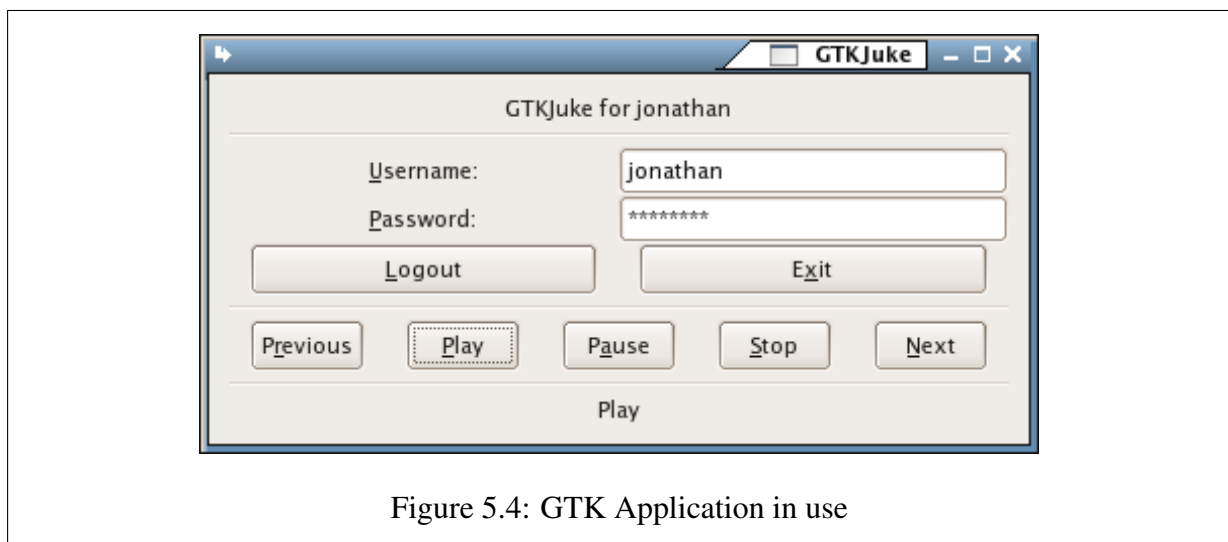 GTKJuke
GTKJuke for jonathan
Username: jonathan
Password: ********
Logout Exit
Previous Play Pause Stop Next
Play
Figure 5.4: GTK Application in use